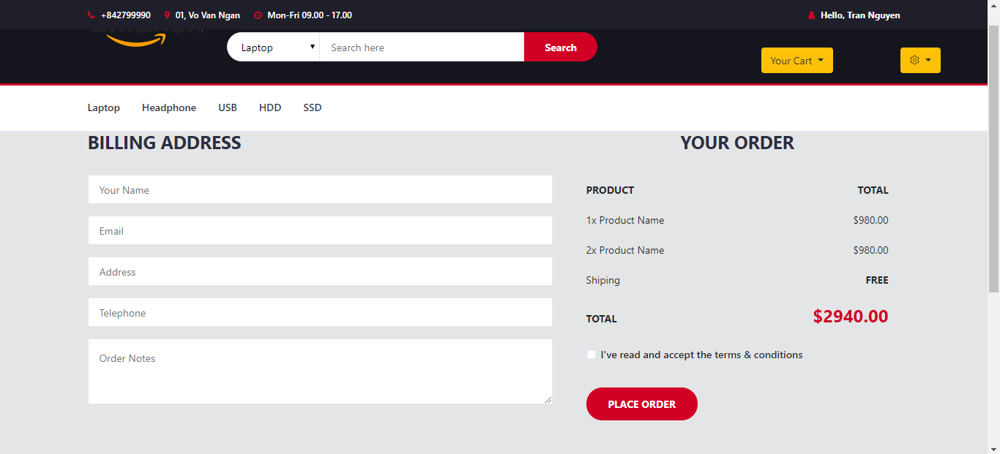 +842799990 01, Vo Van Ngan Mon-Fri 09.00 - 17.00 Hello, Tran Nguyen
Laptop Search here Search
Your Cart
Laptop Headphone USB HDD SSD
BILLING ADDRESS YOUR ORDER
Your Name
PRODUCT TOTAL
1x Product Name $980.00
Email
2x Product Name $980.00
Address
Shiping FREE
Telephone
TOTAL $2940.00
Order Notes
I've read and accept the terms & conditions
PLACE ORDER